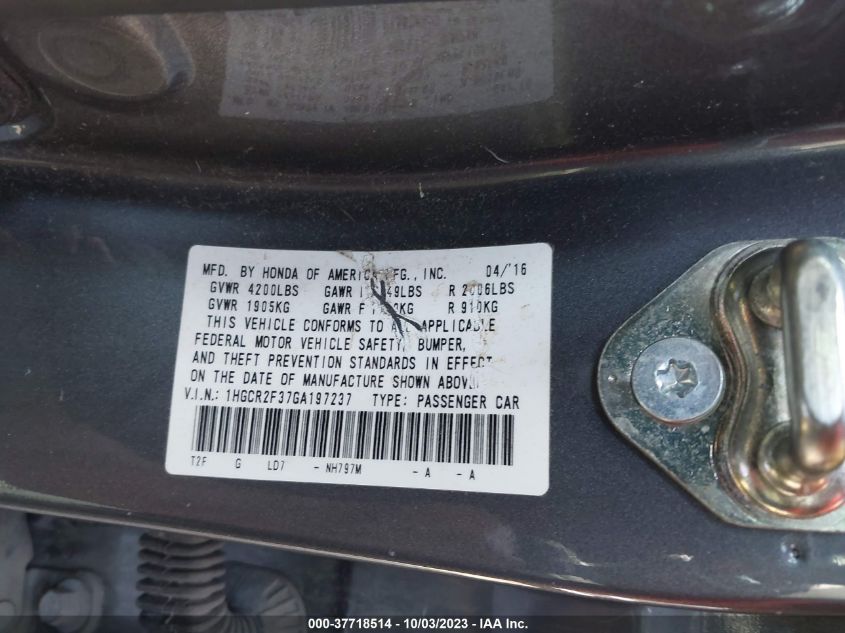 MFD. BY HONDA OF AMERICA MFG., INC. 04/'16
GVWR 4200LBS GAWR R 2006LBS
GVWR 1905KG GAWR F R 910KG
THIS VEHICLE CONFORMS TO ALL APPLICABLE
FEDERAL MOTOR VEHICLE SAFETY, BUMPER,
AND THEFT PREVENTION STANDARDS IN EFFECT
ON THE DATE OF MANUFACTURE SHOWN ABOVE.
V.I.N.: 1HGCR2F37GA197237 TYPE: PASSENGER CAR
T2F G LD7 - NH797M - A - A
000-37718514 - 10/03/2023 - IAA Inc.